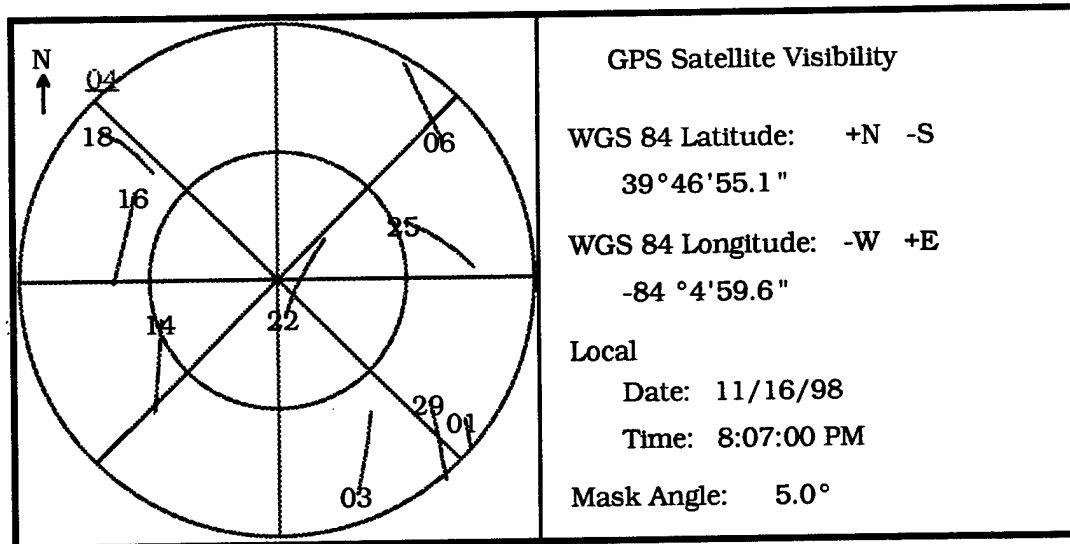 N
04
18
06
16
25
22
14
29
01
03
GPS Satellite Visibility
WGS 84 Latitude: +N -S
39°46'55.1"
WGS 84 Longitude: -W +E
-84 °4'59.6"
Local
Date: 11/16/98
Time: 8:07:00 PM
Mask Angle: 5.0°